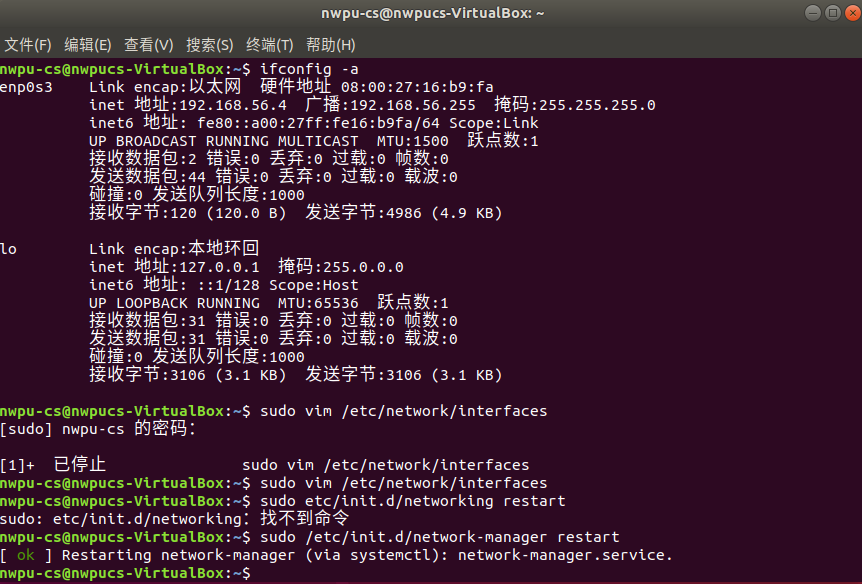 nwpu-cs@nwpucs-VirtualBox: ~
文件(F) 编辑(E) 查看(V) 搜索(S) 终端(T) 帮助(H)
nwpu-cs@nwpucs-VirtualBox:~$ ifconfig -a
enp0s3    Link encap:以太网  硬件地址 08:00:27:16:b9:fa
          inet 地址:192.168.56.4  广播:192.168.56.255  掩码:255.255.255.0
          inet6 地址: fe80::a00:27ff:fe16:b9fa/64 Scope:Link
          UP BROADCAST RUNNING MULTICAST  MTU:1500  跃点数:1
          接收数据包:2 错误:0 丢弃:0 过载:0 帧数:0
          发送数据包:44 错误:0 丢弃:0 过载:0 载波:0
          碰撞:0 发送队列长度:1000
          接收字节:120 (120.0 B)  发送字节:4986 (4.9 KB)
lo        Link encap:本地环回
          inet 地址:127.0.0.1  掩码:255.0.0.0
          inet6 地址: ::1/128 Scope:Host
          UP LOOPBACK RUNNING  MTU:65536  跃点数:1
          接收数据包:31 错误:0 丢弃:0 过载:0 帧数:0
          发送数据包:31 错误:0 丢弃:0 过载:0 载波:0
          碰撞:0 发送队列长度:1000
          接收字节:3106 (3.1 KB)  发送字节:3106 (3.1 KB)
nwpu-cs@nwpucs-VirtualBox:~$ sudo vim /etc/network/interfaces
[sudo] nwpu-cs 的密码：
[1]+  已停止               sudo vim /etc/network/interfaces
nwpu-cs@nwpucs-VirtualBox:~$ sudo vim /etc/network/interfaces
nwpu-cs@nwpucs-VirtualBox:~$ sudo etc/init.d/networking restart
sudo: etc/init.d/networking：找不到命令
nwpu-cs@nwpucs-VirtualBox:~$ sudo /etc/init.d/network-manager restart
[ ok ] Restarting network-manager (via systemctl): network-manager.service.
nwpu-cs@nwpucs-VirtualBox:~$